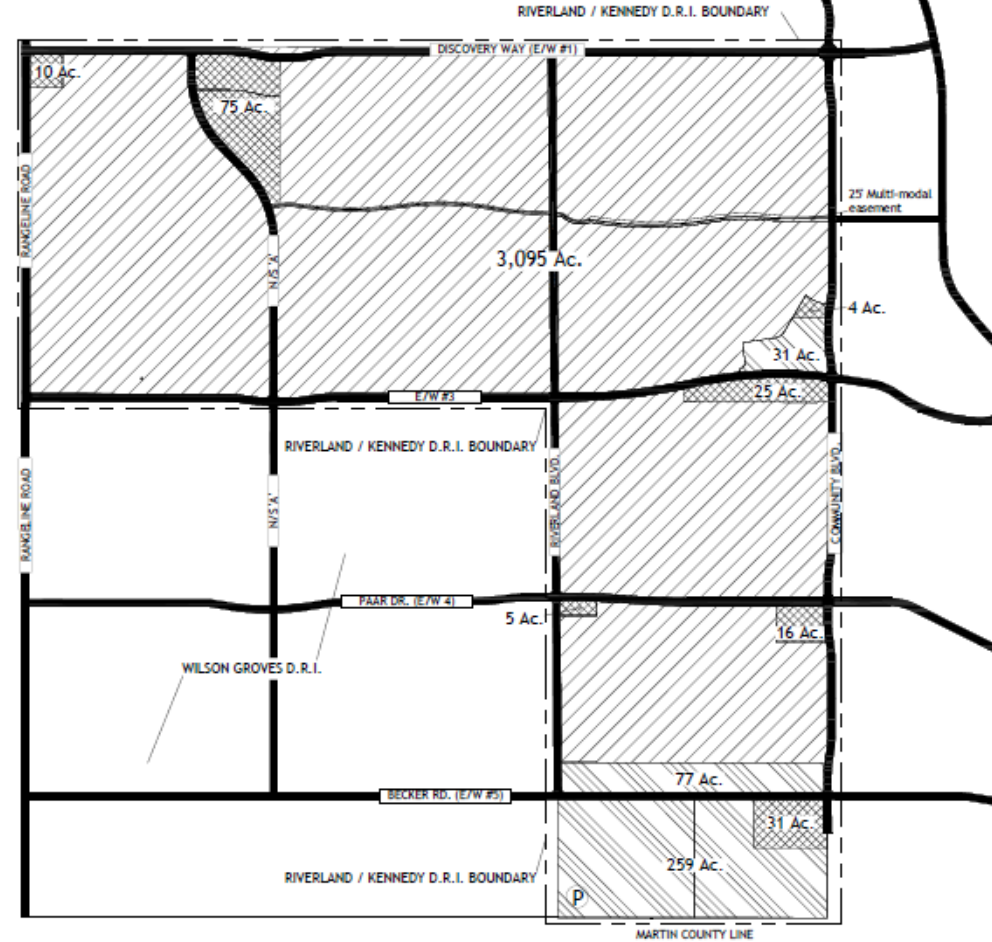 RIVERLAND / KENNEDY D.R.I. BOUNDARY
DISCOVERY WAY (E/W #1)
10 Ac.
75 Ac.
RANGELINE ROAD
25' Multi-modal
easement
N/S 'A'
3,095 Ac.
4 Ac.
31 Ac.
25 Ac.
E/W #3
RIVERLAND / KENNEDY D.R.I. BOUNDARY
RANGELINE ROAD
N/S 'A'
RIVERLAND BLVD.
COMMUNITY BLVD.
PAAR DR. (E/W 4)
5 Ac.
16 Ac.
WILSON GROVES D.R.I.
77 Ac.
BECKER RD. (E/W #5)
31 Ac.
259 Ac.
RIVERLAND / KENNEDY D.R.I. BOUNDARY
P
MARTIN COUNTY LINE